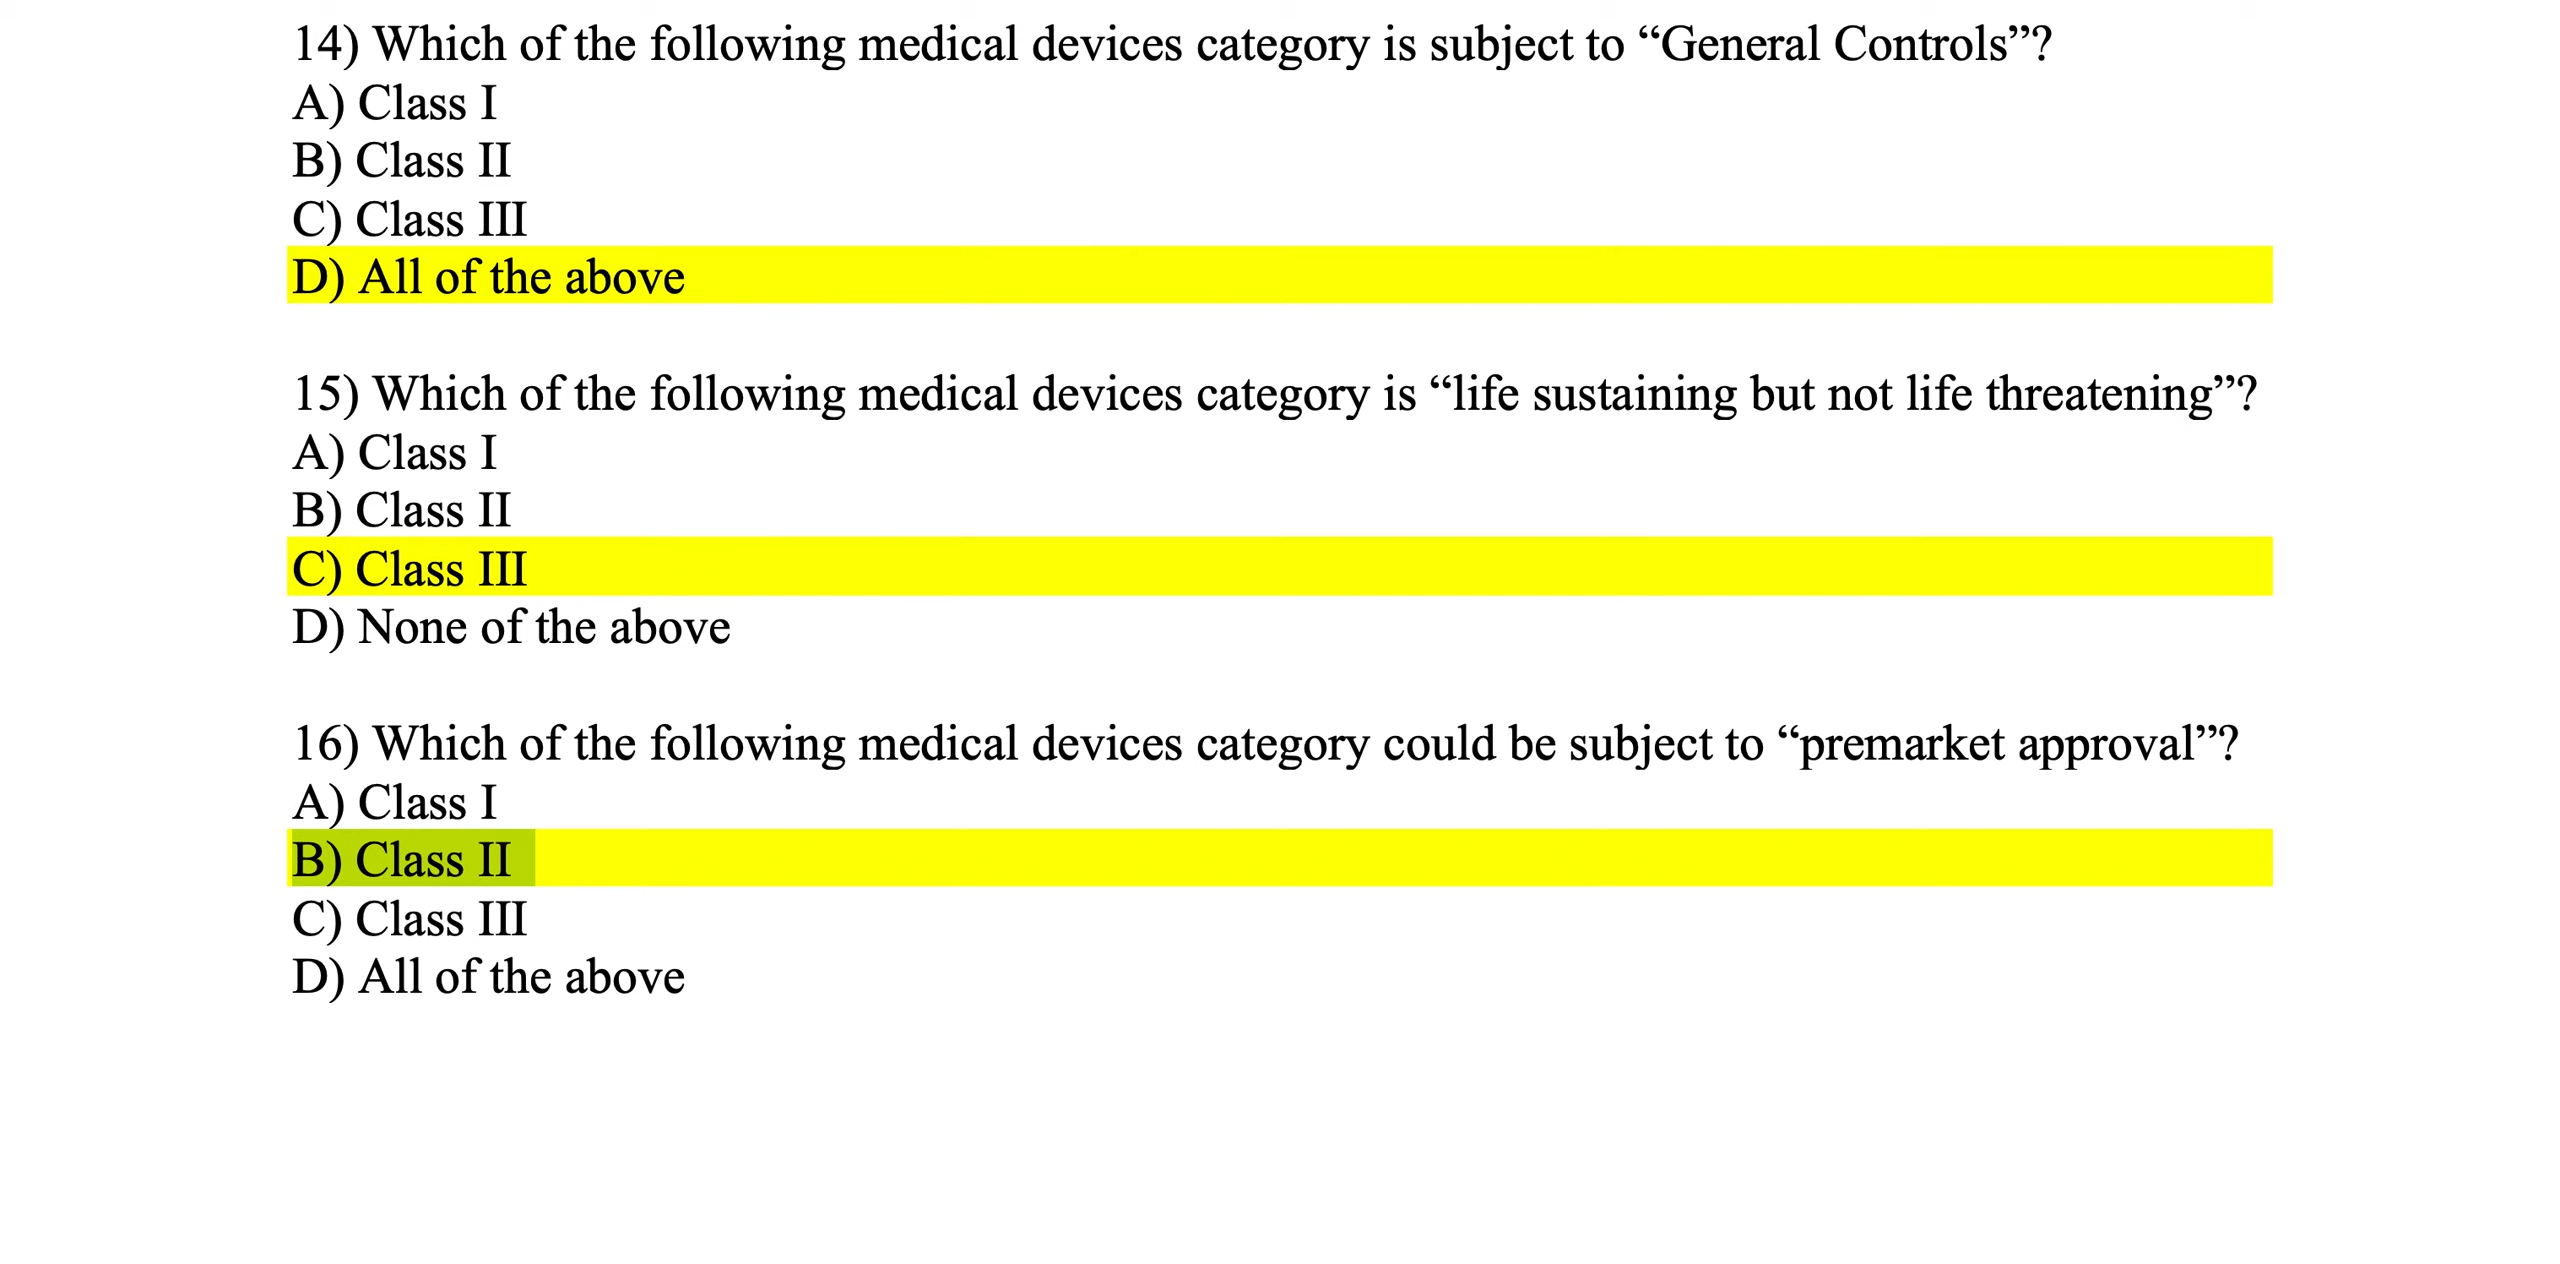 14) Which of the following medical devices category is subject to “General Controls”?
A) Class I
B) Class II
C) Class III
D) All of the above
15) Which of the following medical devices category is “life sustaining but not life threatening”?
A) Class I
B) Class II
C) Class III
D) None of the above
16) Which of the following medical devices category could be subject to “premarket approval”?
A) Class I
B) Class II
C) Class III
D) All of the above